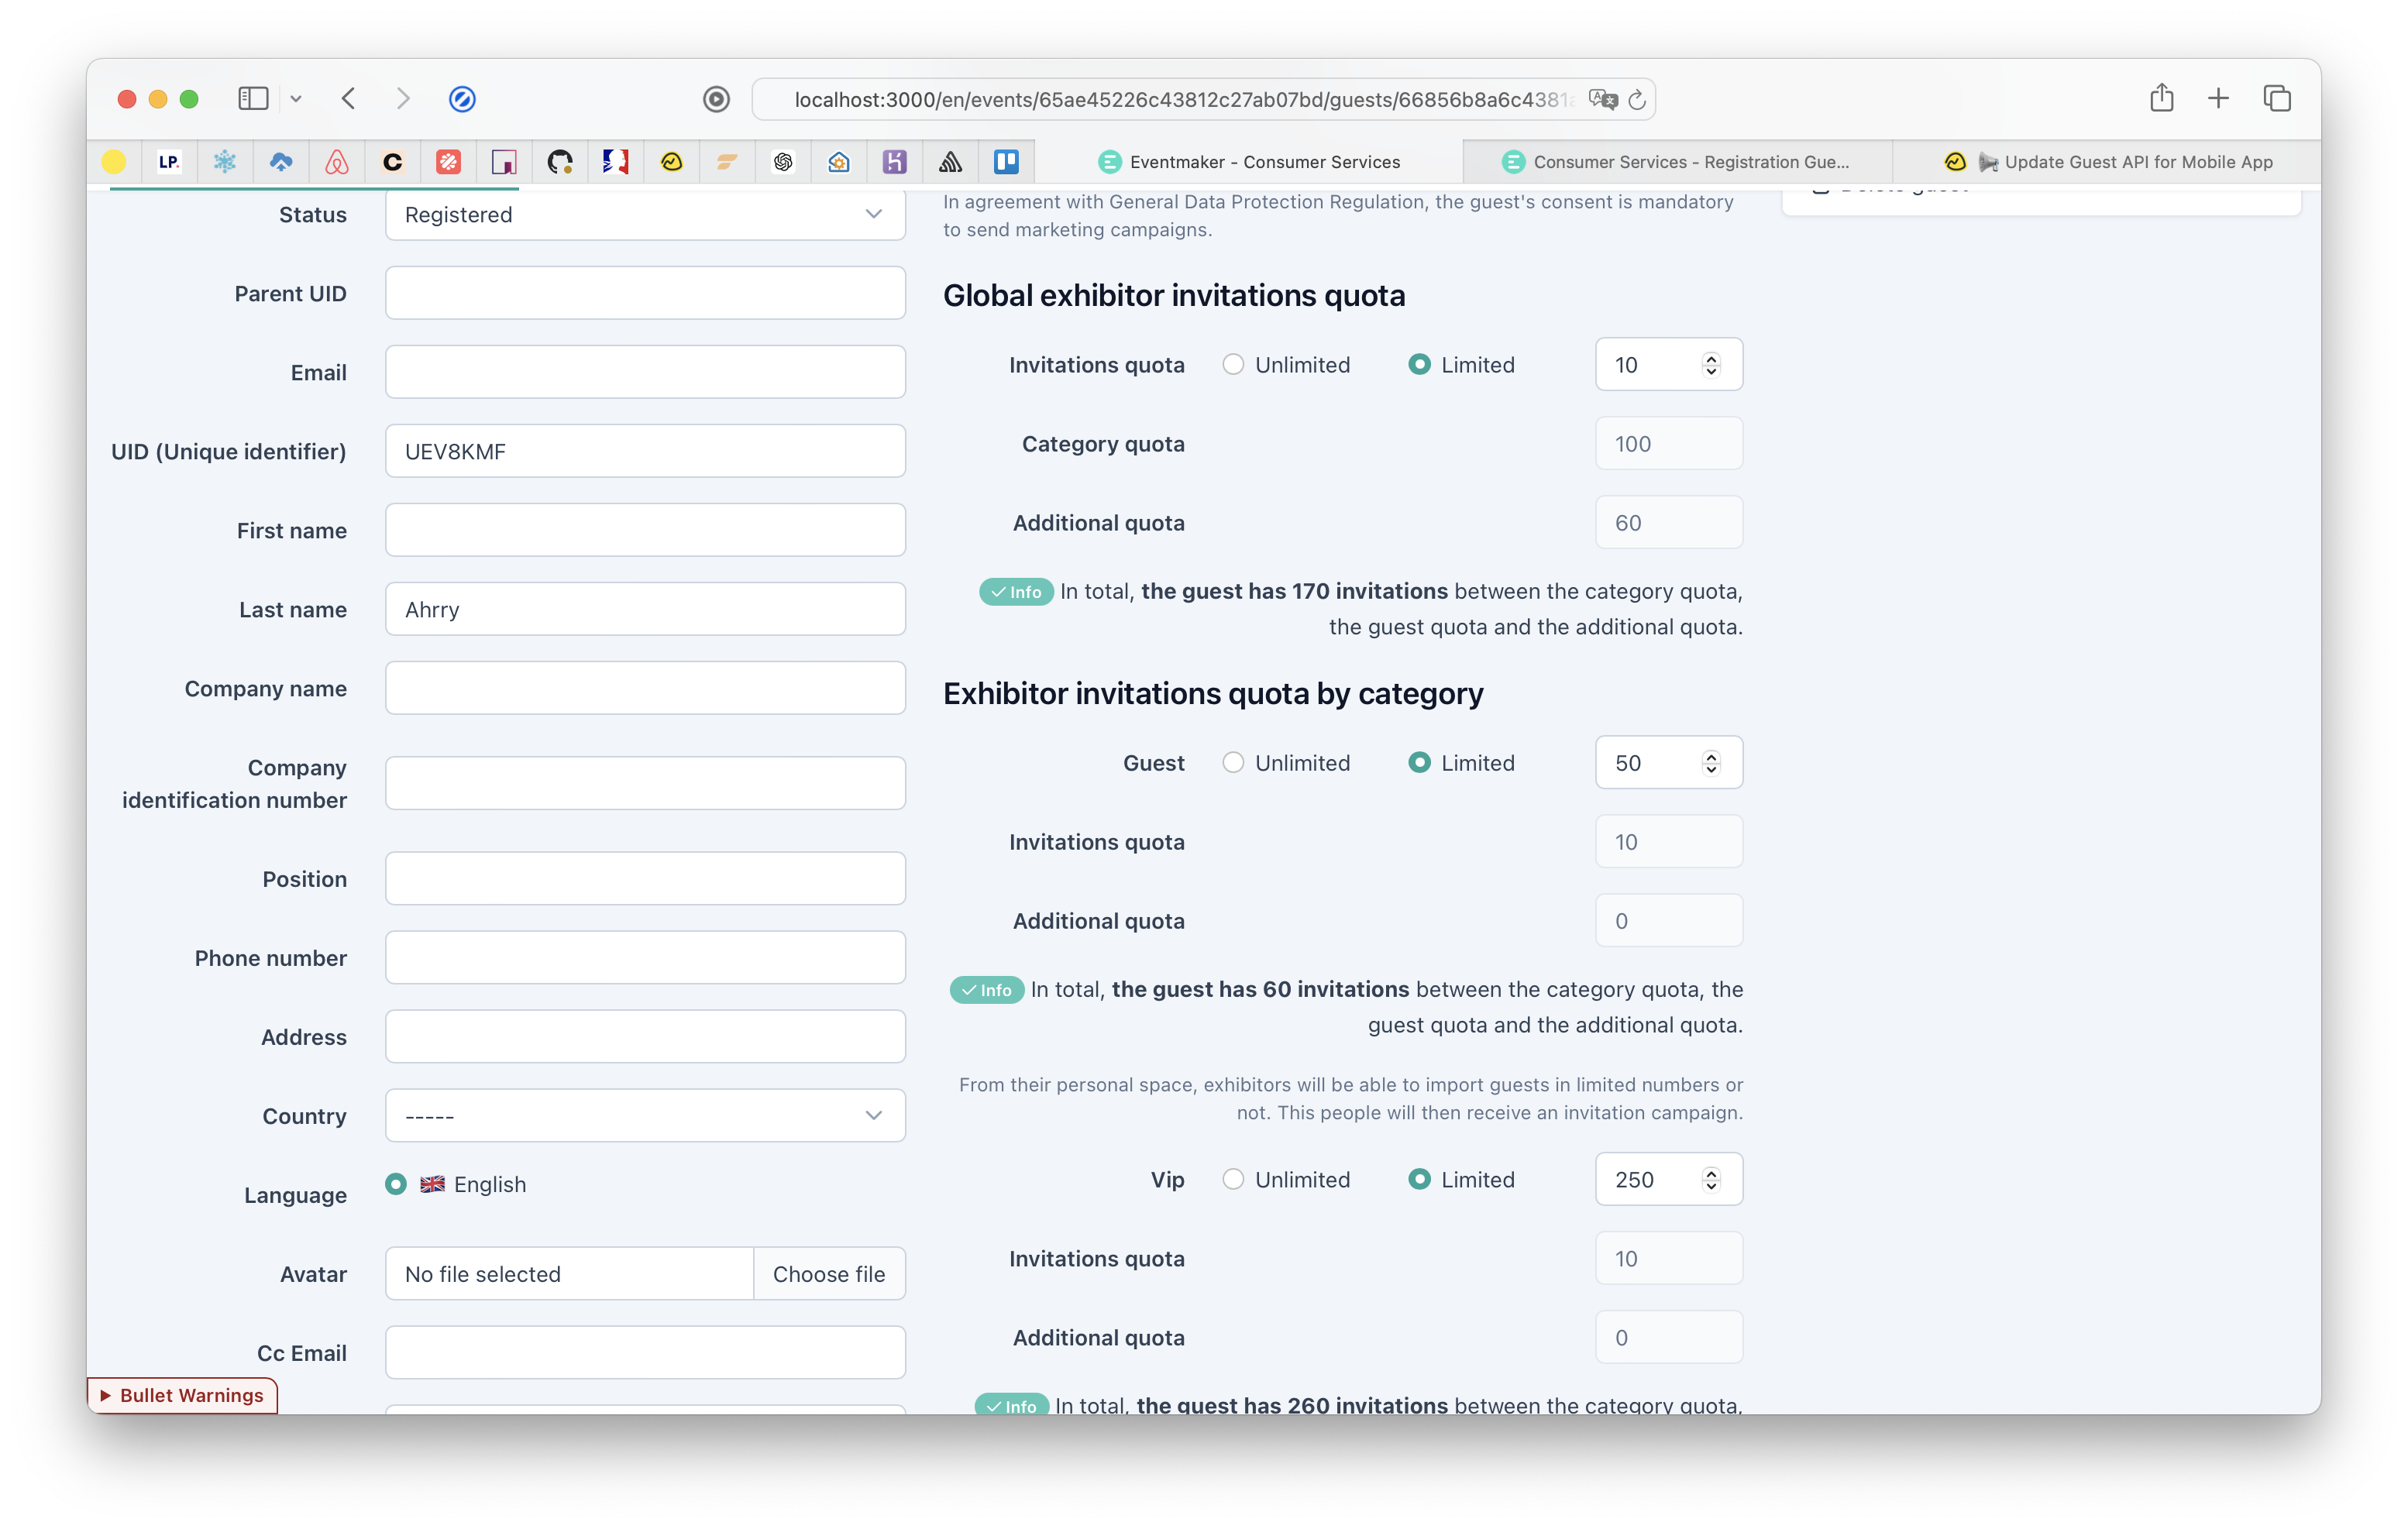 localhost:3000/en/events/65ae45226c43812c27ab07bd/guests/66856b8a6c4381
LP.
Eventmaker - Consumer Services
Consumer Services - Registration Gue...
Update Guest API for Mobile App
Status
Registered
Parent UID
Email
UID (Unique identifier)
UEV8KMF
First name
Last name
Ahrry
Company name
Company
identification number
Position
Phone number
Address
Country
-----
Language
English
Avatar
No file selected
Choose file
Cc Email
Bullet Warnings
In agreement with General Data Protection Regulation, the guest's consent is mandatory
to send marketing campaigns.
Global exhibitor invitations quota
Invitations quota
Unlimited
Limited
10
Category quota
100
Additional quota
60
Info In total, the guest has 170 invitations between the category quota,
the guest quota and the additional quota.
Exhibitor invitations quota by category
Guest
Unlimited
Limited
50
Invitations quota
10
Additional quota
0
Info In total, the guest has 60 invitations between the category quota, the
guest quota and the additional quota.
From their personal space, exhibitors will be able to import guests in limited numbers or
not. This people will then receive an invitation campaign.
Vip
Unlimited
Limited
250
Invitations quota
10
Additional quota
0
Info In total, the guest has 260 invitations between the category quota,